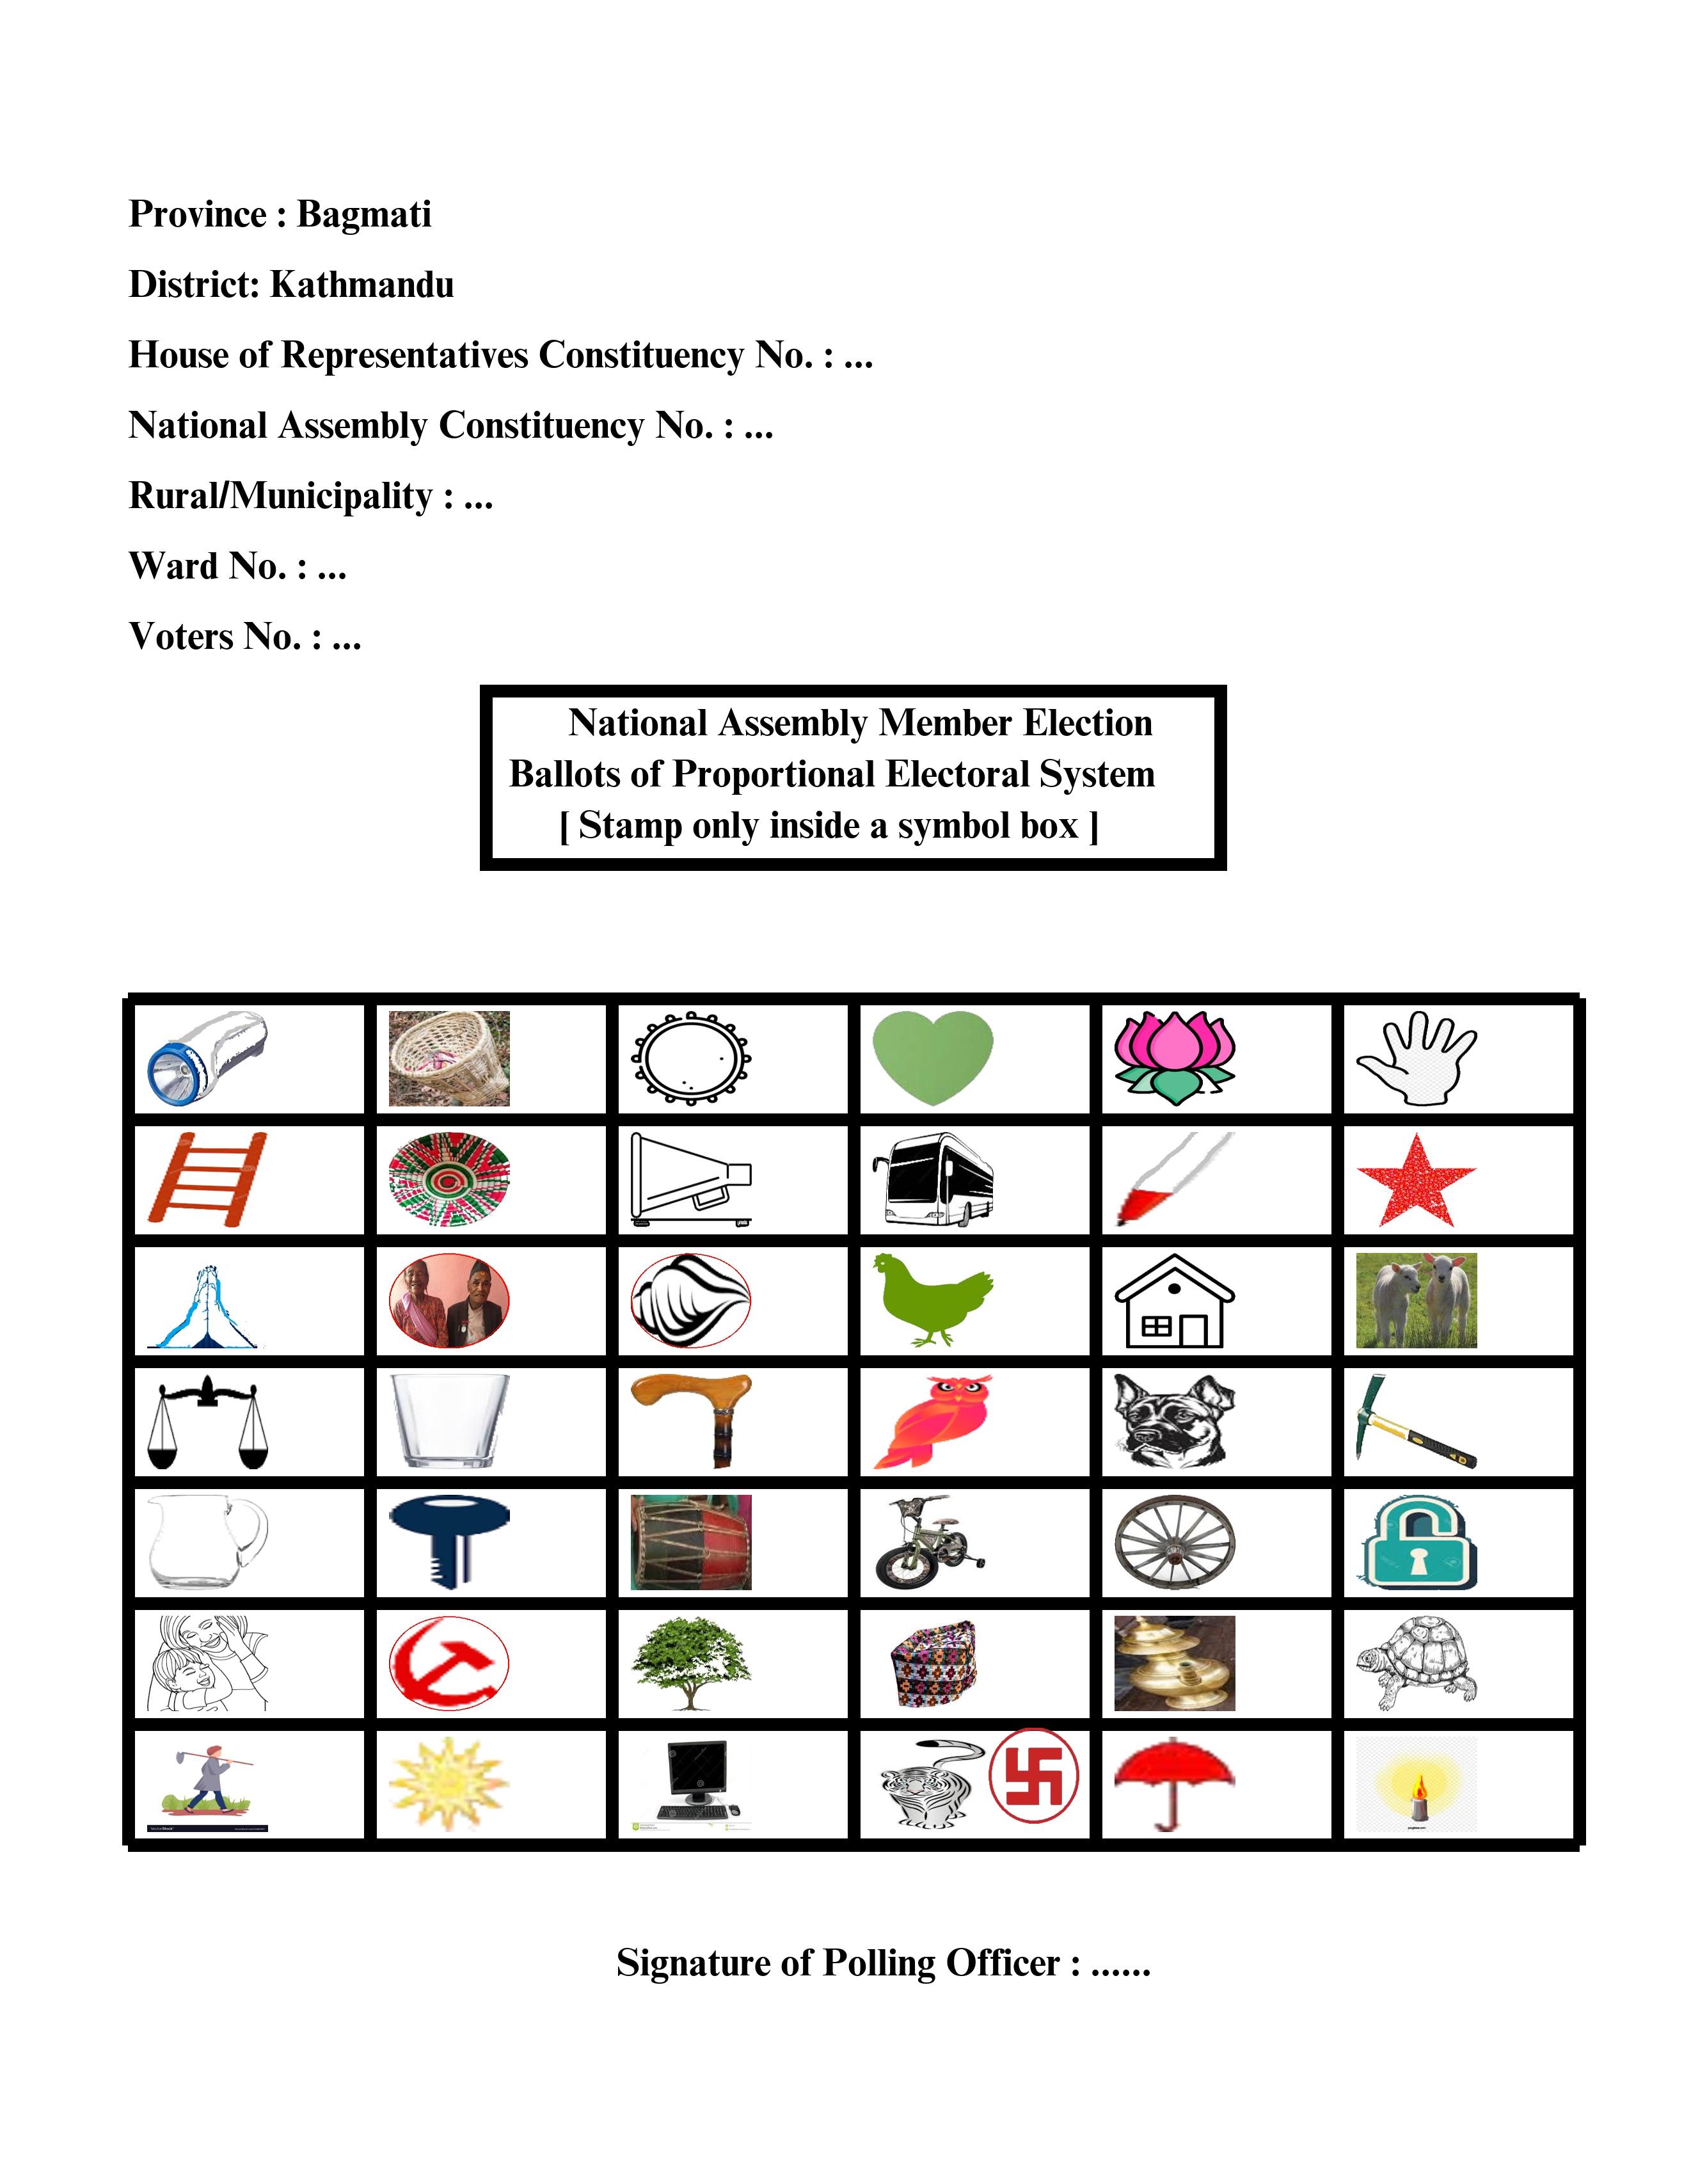 Province : Bagmati
District: Kathmandu
House of Representatives Constituency No. : ...
National Assembly Constituency No. : ...
Rural/Municipality : ...
Ward No. : ...
Voters No. : ...
National Assembly Member Election
Ballots of Proportional Electoral System
[ Stamp only inside a symbol box ]
Signature of Polling Officer : ......